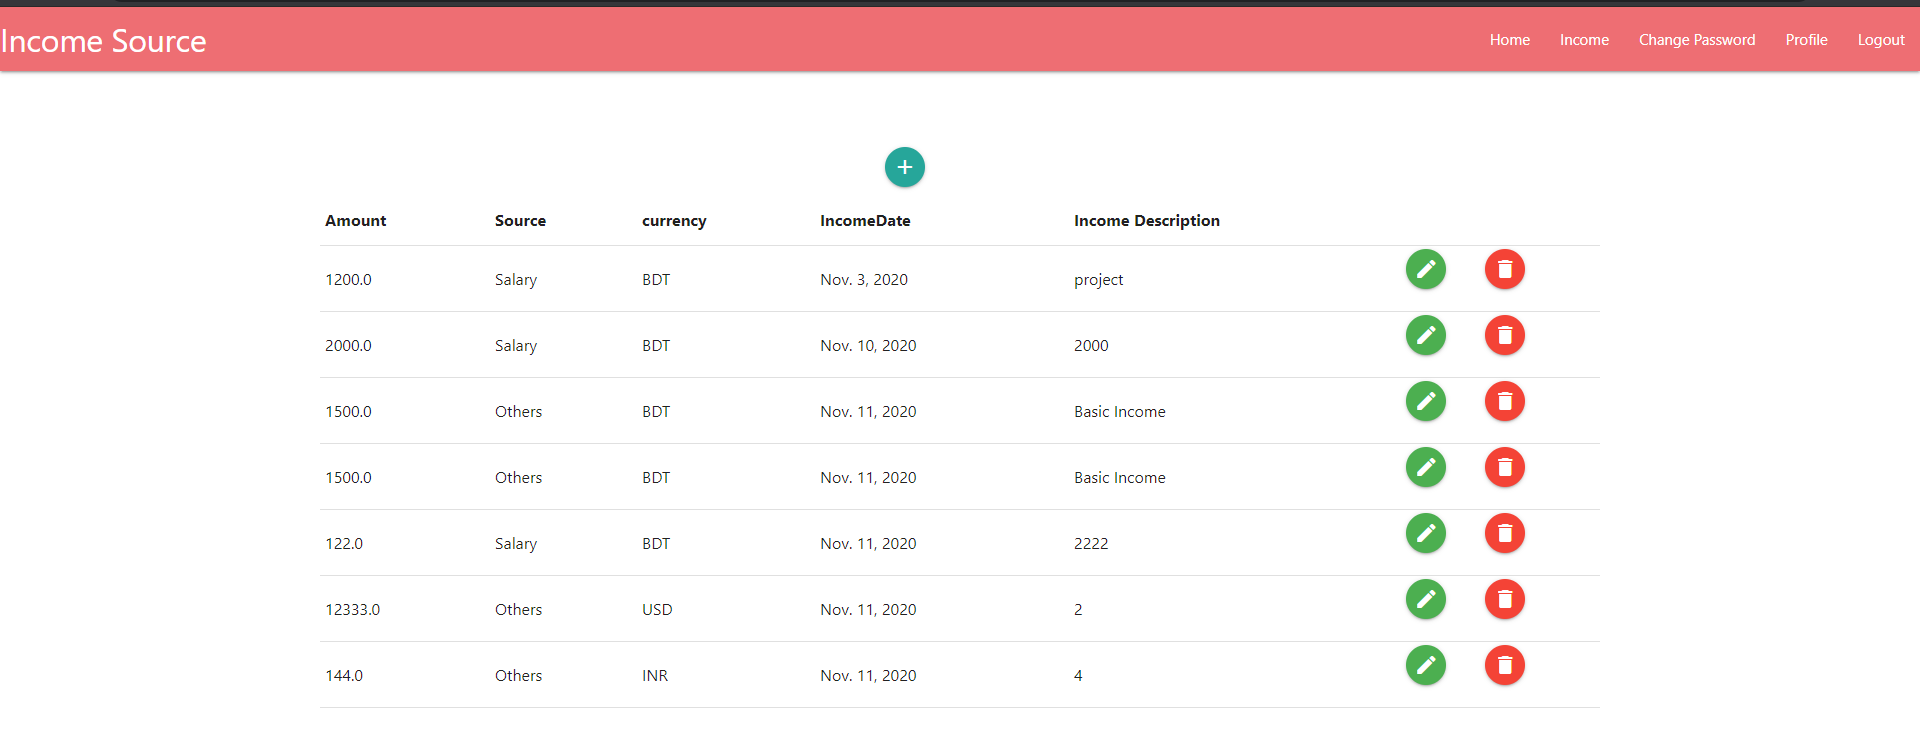 Income Source Home Income Change Password Profile Logout
+
Amount Source currency IncomeDate Income Description
1200.0 Salary BDT Nov. 3, 2020 project
2000.0 Salary BDT Nov. 10, 2020 2000
1500.0 Others BDT Nov. 11, 2020 Basic Income
1500.0 Others BDT Nov. 11, 2020 Basic Income
122.0 Salary BDT Nov. 11, 2020 2222
12333.0 Others USD Nov. 11, 2020 2
144.0 Others INR Nov. 11, 2020 4